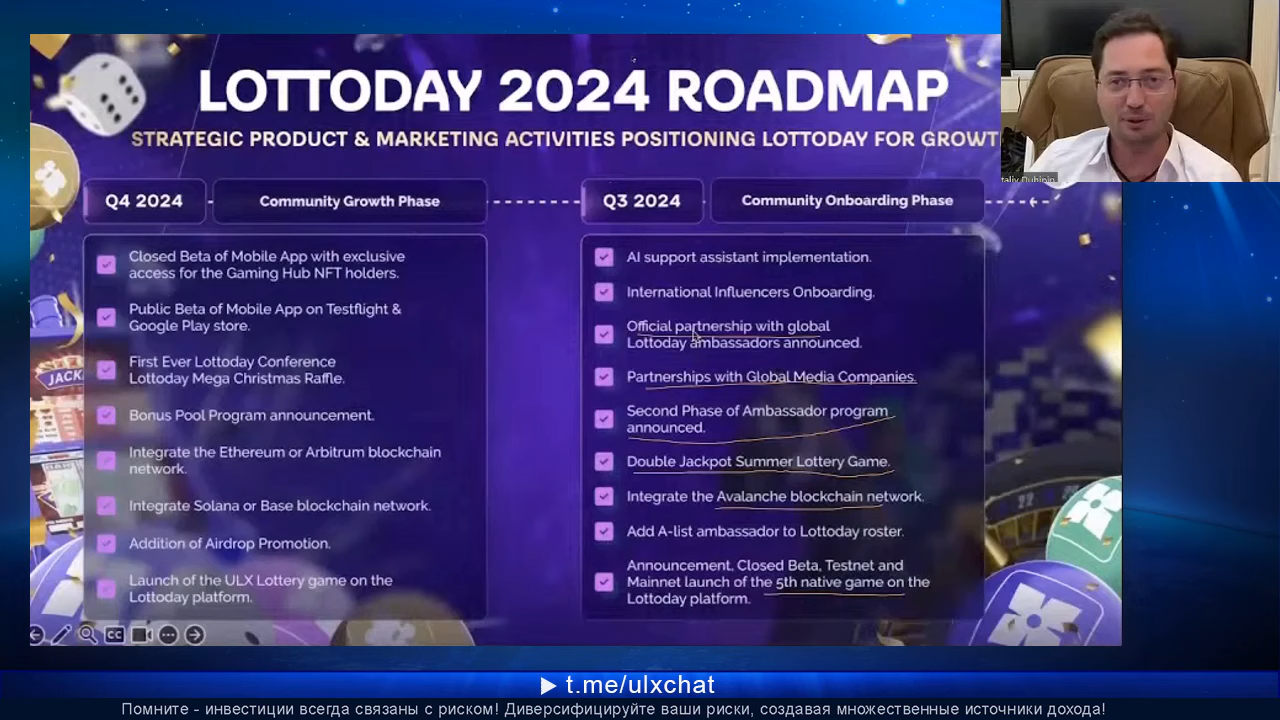 LOTTODAY 2024 ROADMAP
STRATEGIC PRODUCT & MARKETING ACTIVITIES POSITIONING LOTTODAY FOR GROWT
Q4 2024
Community Growth Phase
Closed Beta of Mobile App with exclusive
access for the Gaming Hub NFT holders.
Public Beta of Mobile App on Testflight &
Google Play store.
First Ever Lottoday Conference
Lottoday Mega Christmas Raffle.
Bonus Pool Program announcement.
Integrate the Ethereum or Arbitrum blockchain
network.
Integrate Solana or Base blockchain network.
Addition of Airdrop Promotion.
Launch of the ULX Lottery game on the
Lottoday platform.
Q3 2024
Community Onboarding Phase
AI support assistant implementation.
International Influencers Onboarding.
Official partnership with global
Lottoday ambassadors announced.
Partnerships with Global Media Companies.
Second Phase of Ambassador program
announced.
Double Jackpot Summer Lottery Game.
Integrate the Avalanche blockchain network.
Add A-list ambassador to Lottoday roster.
Announcement, Closed Beta, Testnet and
Mainnet launch of the 5th native game on the
Lottoday platform.
JACK
22
CC
t.me/ulxchat
Помните - инвестиции всегда связаны с риском! Диверсифицируйте ваши риски, создавая множественные источники дохода!